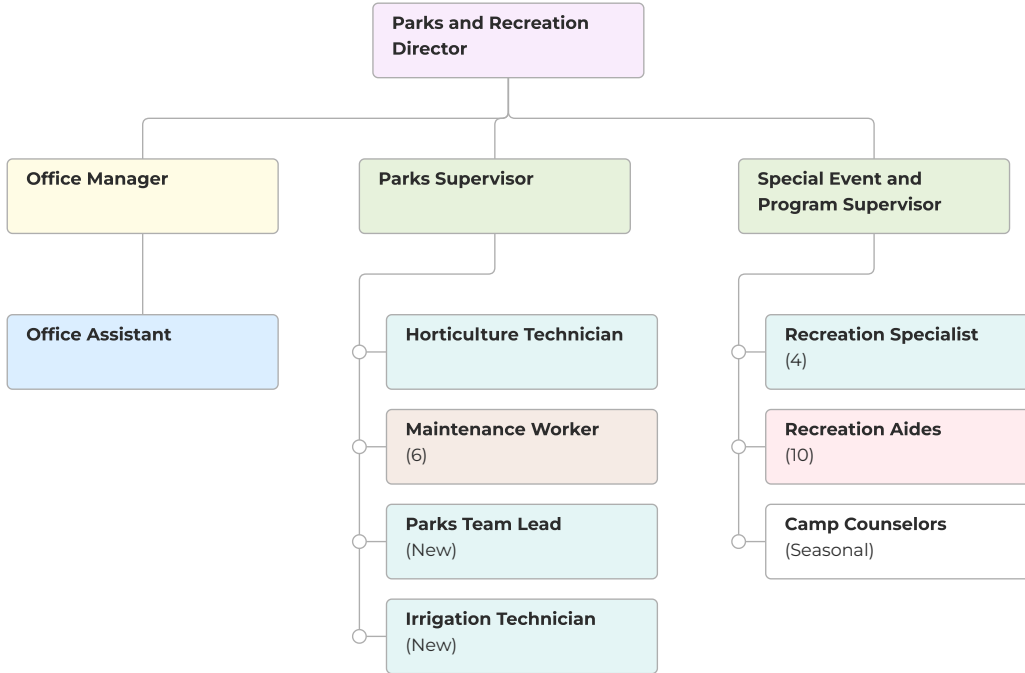 Parks and Recreation
Director
Office Manager
Parks Supervisor
Special Event and
Program Supervisor
Office Assistant
Horticulture Technician
Maintenance Worker
(6)
Parks Team Lead
(New)
Irrigation Technician
(New)
Recreation Specialist
(4)
Recreation Aides
(10)
Camp Counselors
(Seasonal)